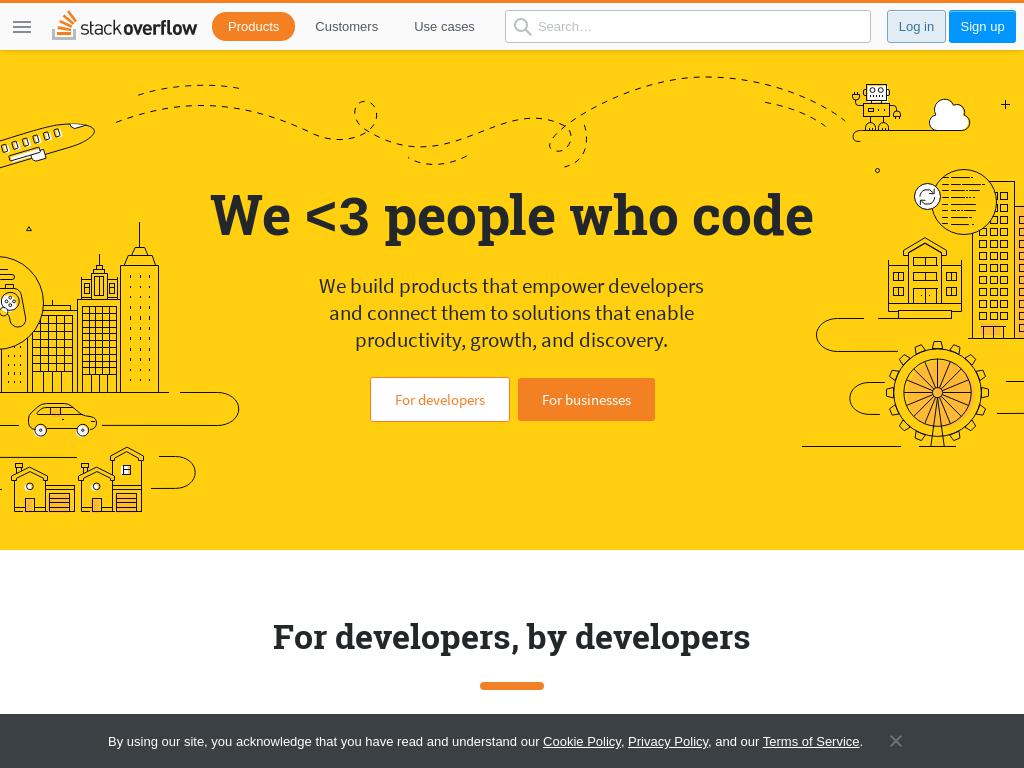 stackoverflow Products Customers Use cases Search… Log in Sign up
We <3 people who code
We build products that empower developers
and connect them to solutions that enable
productivity, growth, and discovery.
For developers For businesses
For developers, by developers
By using our site, you acknowledge that you have read and understand our Cookie Policy, Privacy Policy, and our Terms of Service.